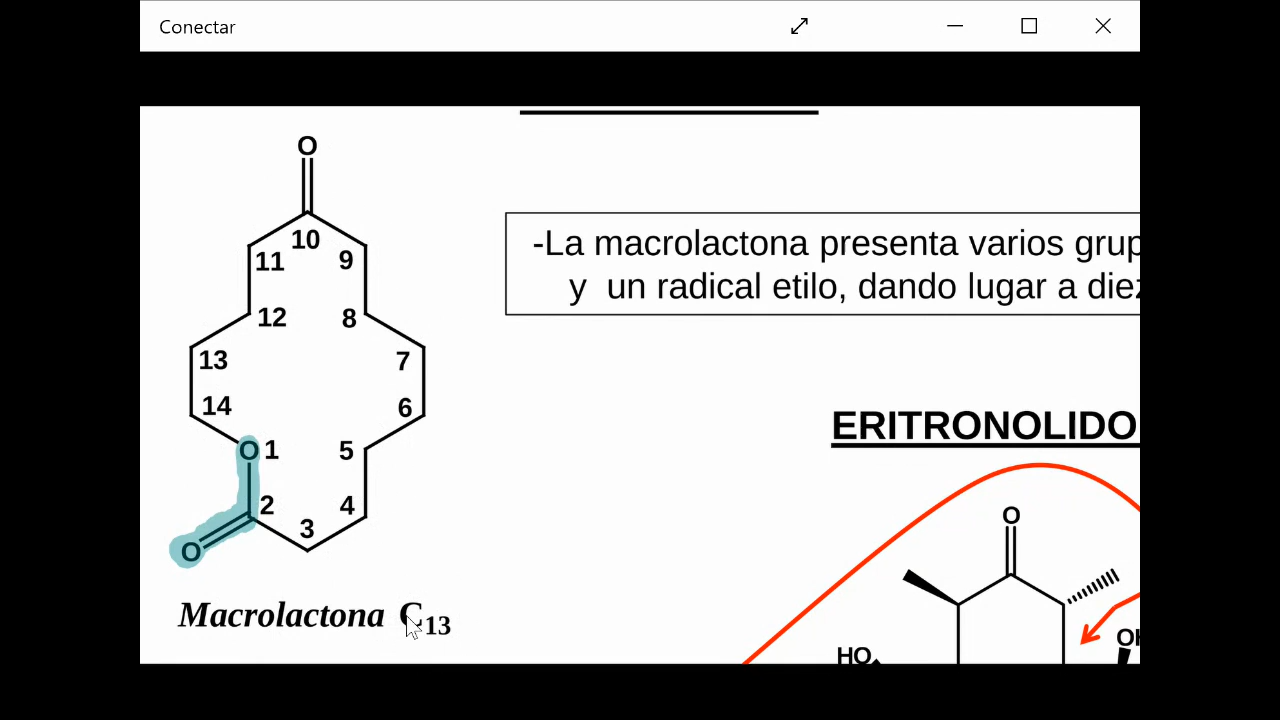 Conectar
O
10
11
9
12
8
13
7
14
6
O 1
5
2
4
3
O
Macrolactona C13
-La macrolactona presenta varios grup
y un radical etilo, dando lugar a diez
ERITRONOLIDO
O
OH
HO